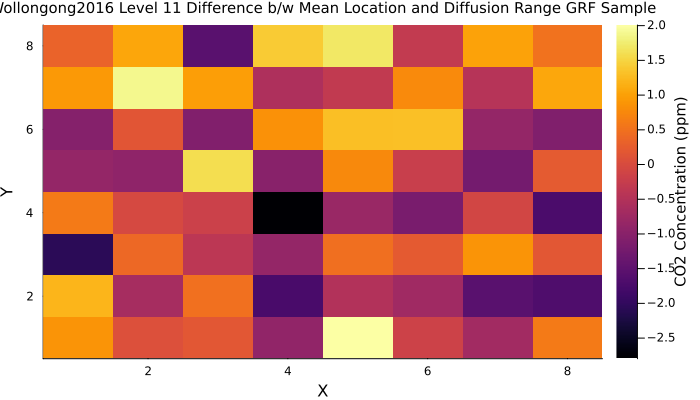 Wollongong2016 Level 11 Difference b/w Mean Location and Diffusion Range GRF Sample
8
6
4
2
Y
2 4 6 8
X
2.0
1.5
1.0
0.5
0
−0.5
−1.0
−1.5
−2.0
−2.5
CO2 Concentration (ppm)